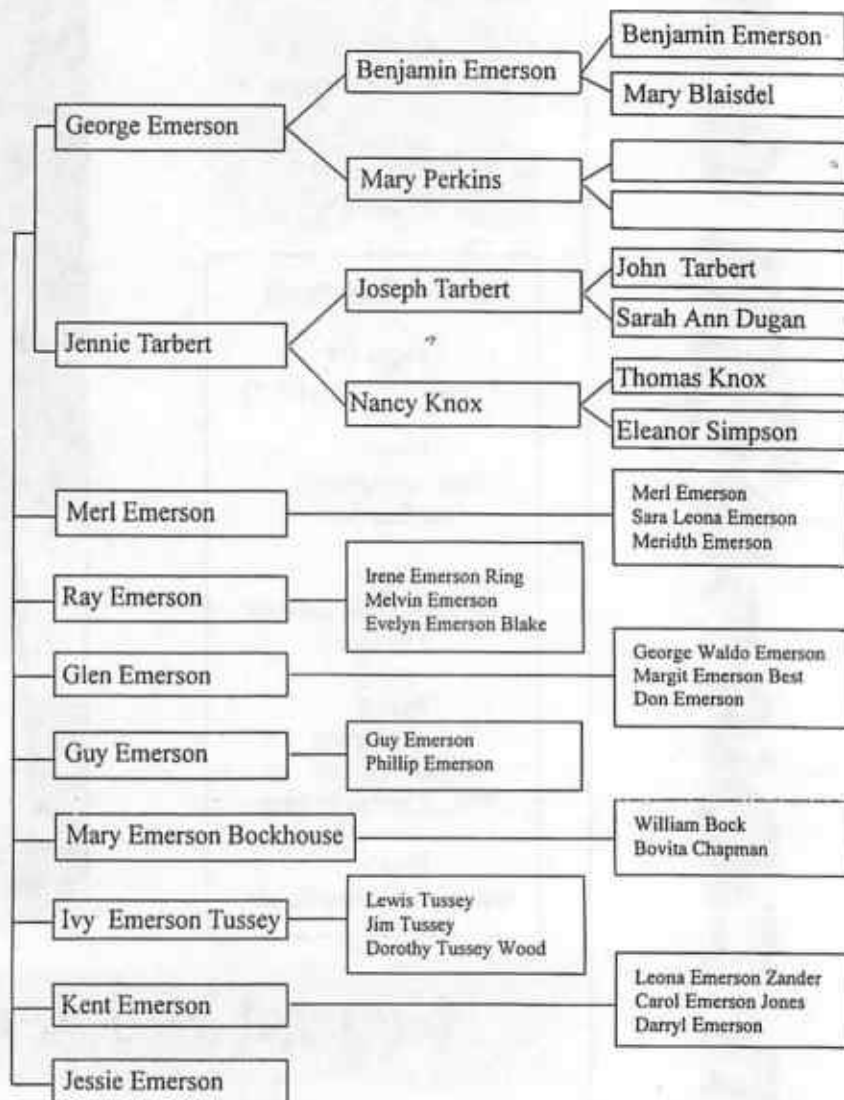 Benjamin Emerson
Benjamin Emerson
Mary Blaisdel
George Emerson
Mary Perkins
John Tarbert
Joseph Tarbert
Sarah Ann Dugan
Jennie Tarbert
Thomas Knox
Nancy Knox
Eleanor Simpson
Merl Emerson
Merl Emerson
Sara Leona Emerson
Meridth Emerson
Ray Emerson
Irene Emerson Ring
Melvin Emerson
Evelyn Emerson Blake
Glen Emerson
George Waldo Emerson
Margit Emerson Best
Don Emerson
Guy Emerson
Guy Emerson
Phillip Emerson
Mary Emerson Bockhouse
William Bock
Bovita Chapman
Ivy Emerson Tussey
Lewis Tussey
Jim Tussey
Dorothy Tussey Wood
Kent Emerson
Leona Emerson Zander
Carol Emerson Jones
Darryl Emerson
Jessie Emerson